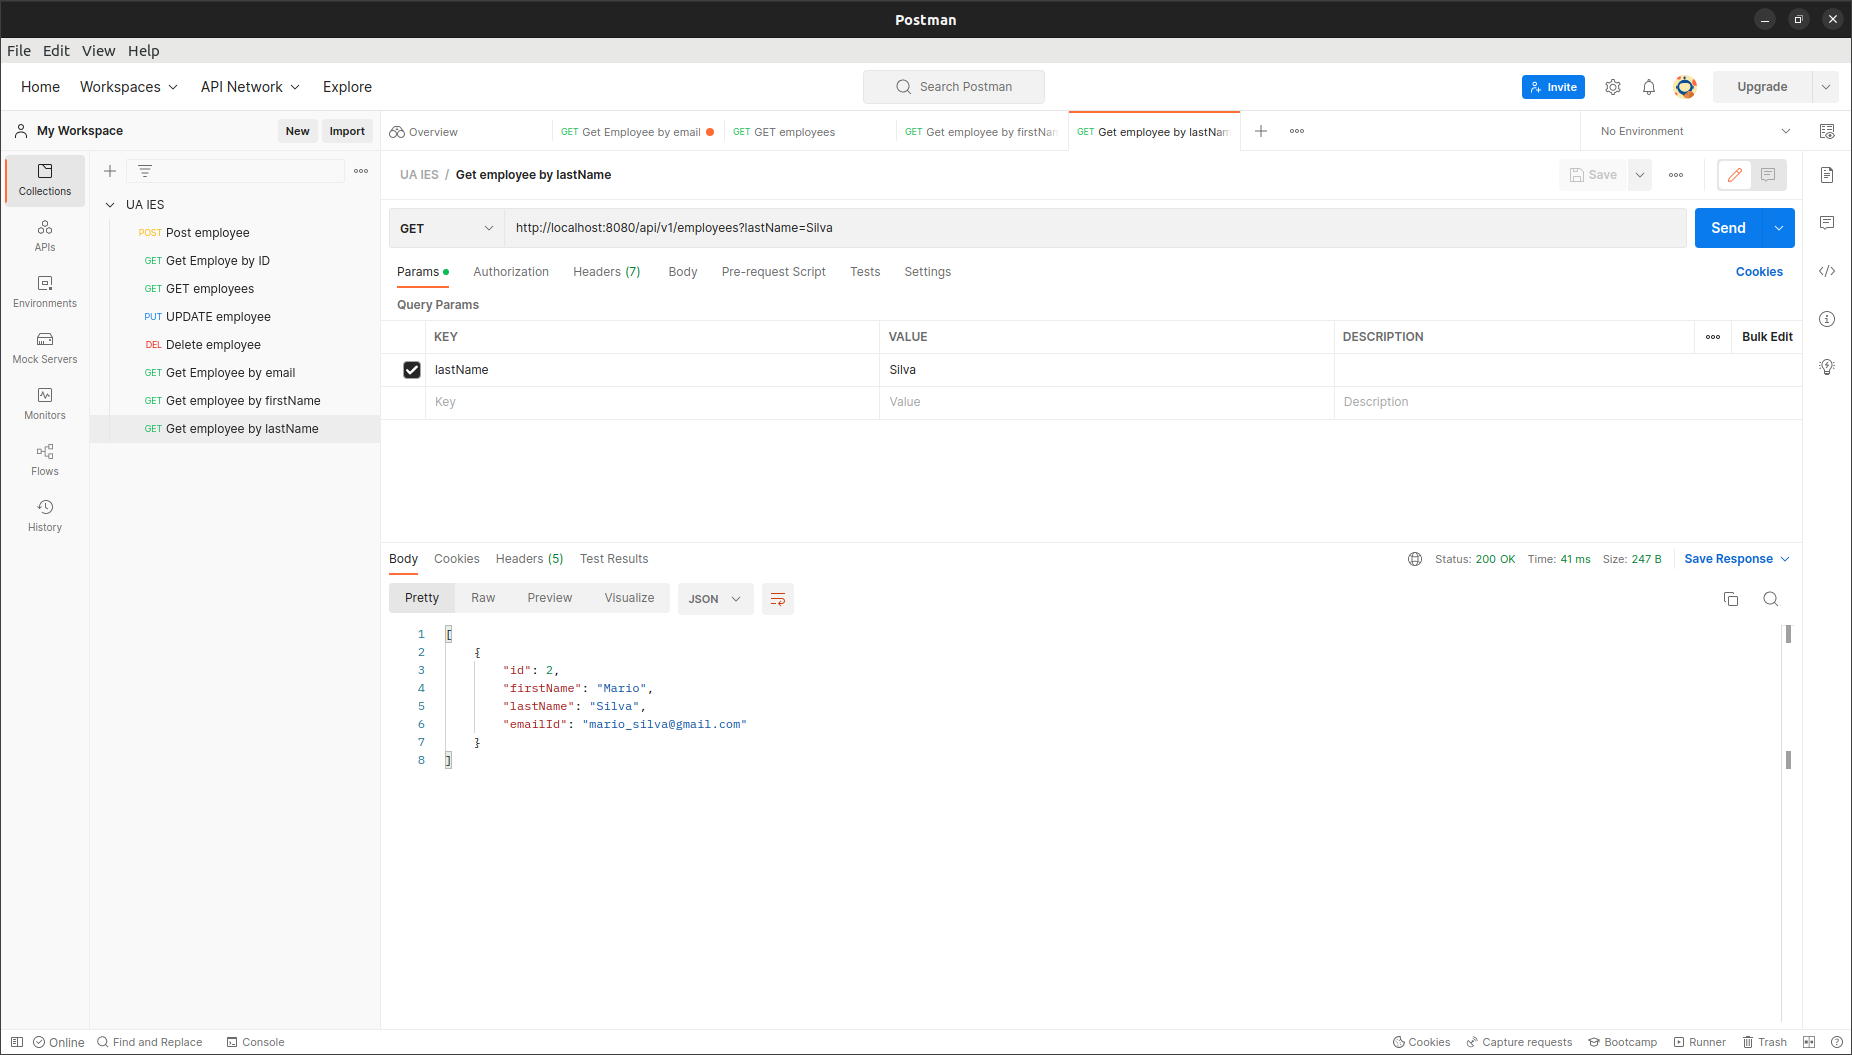 Postman
File Edit View Help
Home Workspaces API Network Explore
Search Postman
Invite
Upgrade
My Workspace
New Import
Overview
GET Get Employee by email
GET GET employees
GET Get employee by firstNam
GET Get employee by lastNam
No Environment
Collections
APIs
Environments
Mock Servers
Monitors
Flows
History
UA IES
POST Post employee
GET Get Employe by ID
GET GET employees
PUT UPDATE employee
DEL Delete employee
GET Get Employee by email
GET Get employee by firstName
GET Get employee by lastName
UA IES / Get employee by lastName
Save
GET http://localhost:8080/api/v1/employees?lastName=Silva
Send
Params Authorization Headers (7) Body Pre-request Script Tests Settings
Cookies
Query Params
KEY VALUE DESCRIPTION
Bulk Edit
lastName Silva
Key Value Description
Body Cookies Headers (5) Test Results
Status: 200 OK Time: 41 ms Size: 247 B
Save Response
Pretty Raw Preview Visualize
JSON
1 [
2 {
3 "id": 2,
4 "firstName": "Mario",
5 "lastName": "Silva",
6 "emailId": "mario_silva@gmail.com"
7 }
8 ]
Online Find and Replace Console
Cookies Capture requests Bootcamp Runner Trash